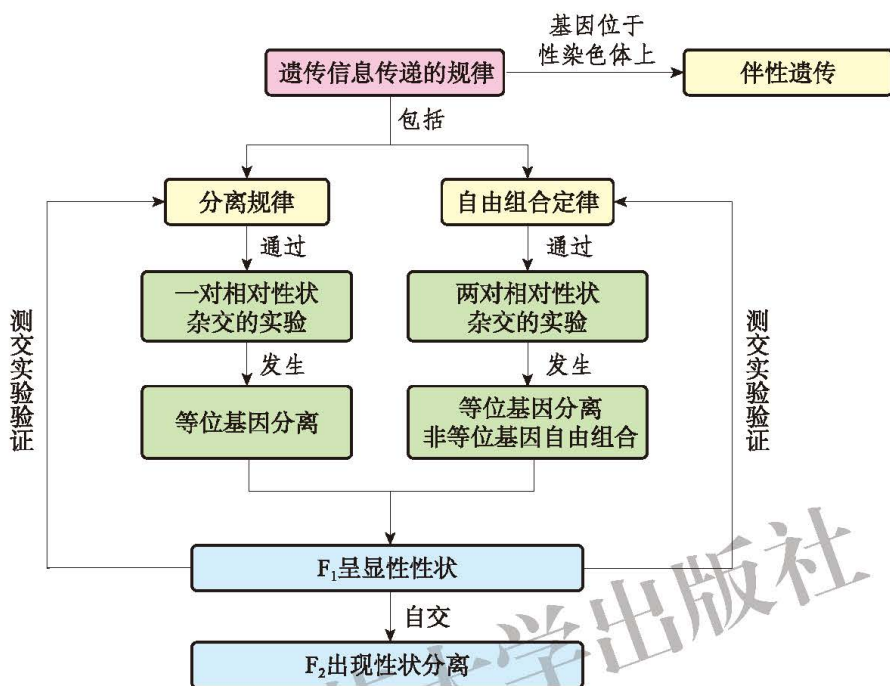 基因位于
性染色体上
遗传信息传递的规律
伴性遗传
包括
分离规律
自由组合定律
通过
通过
一对相对性状
杂交的实验
两对相对性状
杂交的实验
测交实验验证
测交实验验证
发生
发生
等位基因分离
等位基因分离
非等位基因自由组合
F₁呈显性性状
自交
F₂出现性状分离
大学出版社